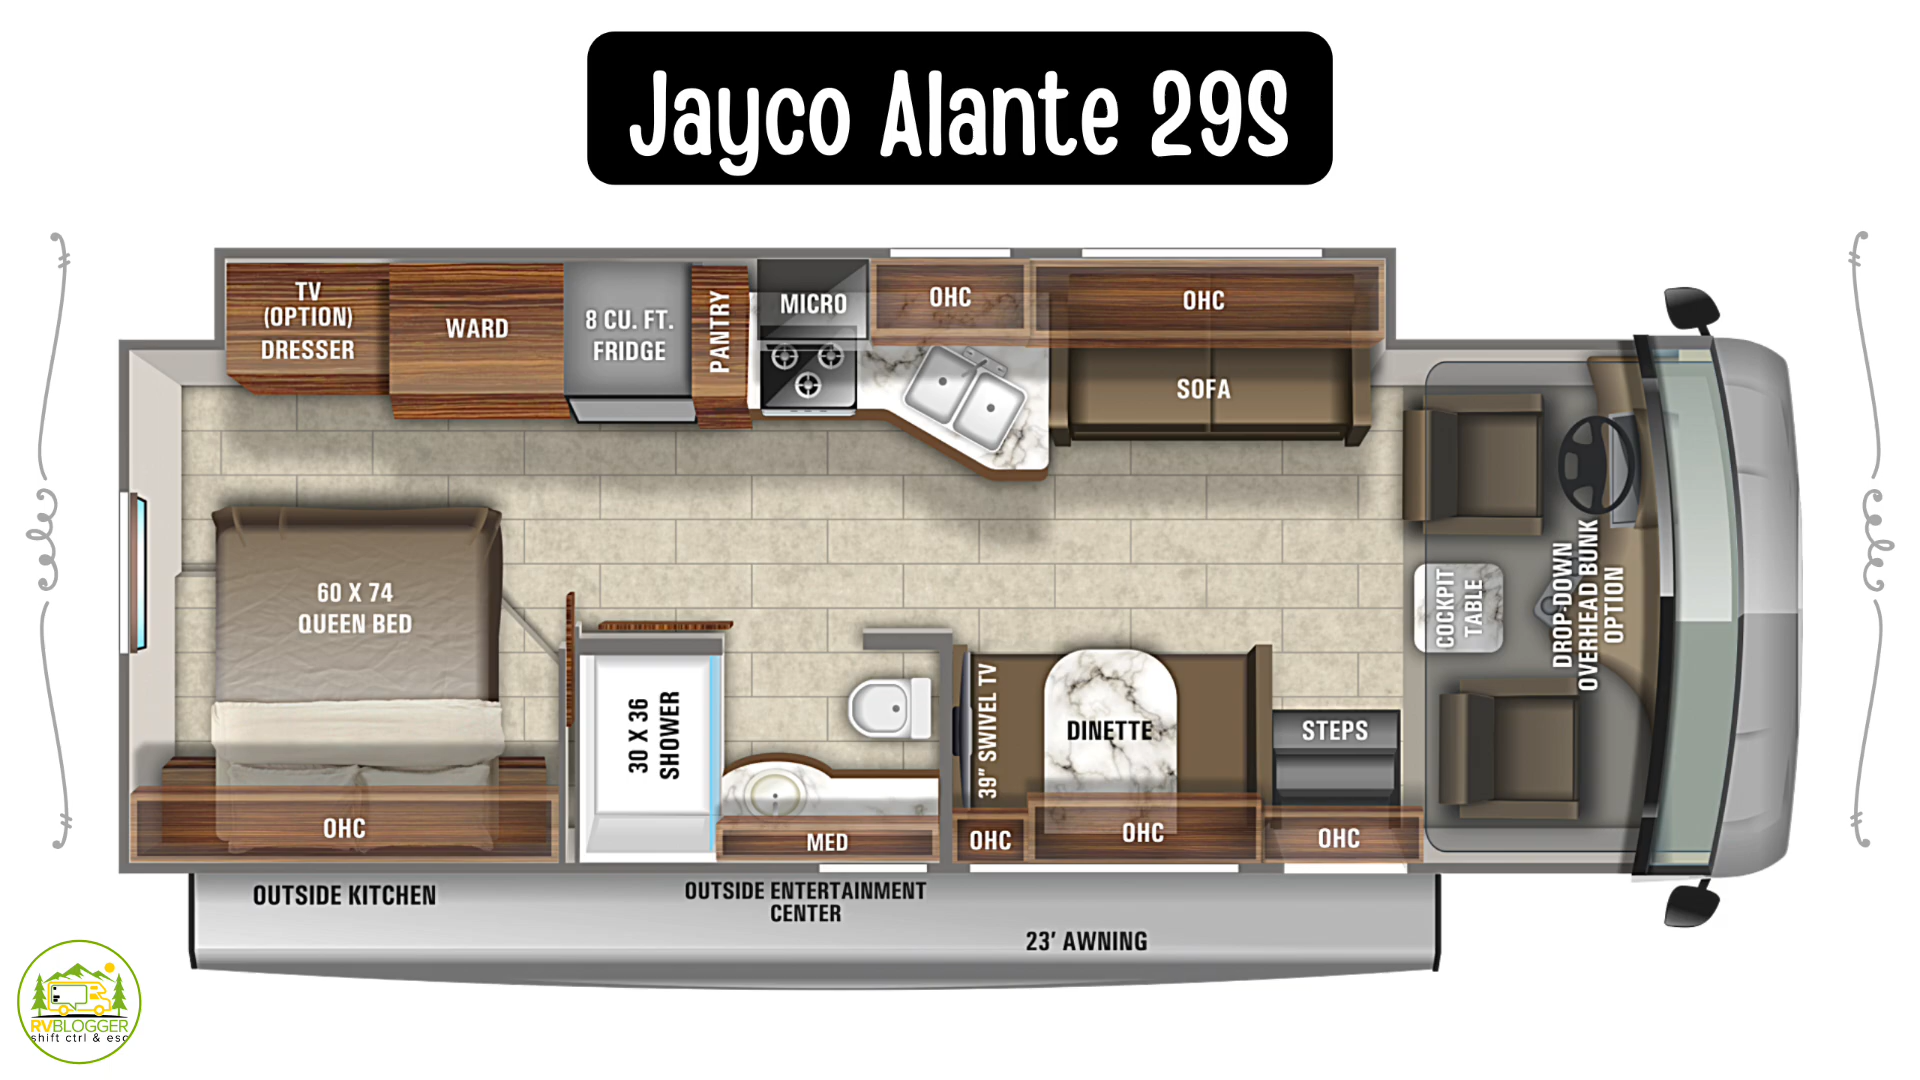 Jayco Alante 29S
TV
(OPTION)
DRESSER
WARD
8 CU. FT.
FRIDGE
PANTRY
MICRO
OHC
OHC
SOFA
60 X 74
QUEEN BED
OHC
30 X 36
SHOWER
MED
39" SWIVEL TV
DINETTE
OHC
OHC
STEPS
OHC
COCKPIT
TABLE
DROP-DOWN
OVERHEAD BUNK
OPTION
OUTSIDE KITCHEN
OUTSIDE ENTERTAINMENT
CENTER
23' AWNING
RVBLOGGER
shift ctrl & esc